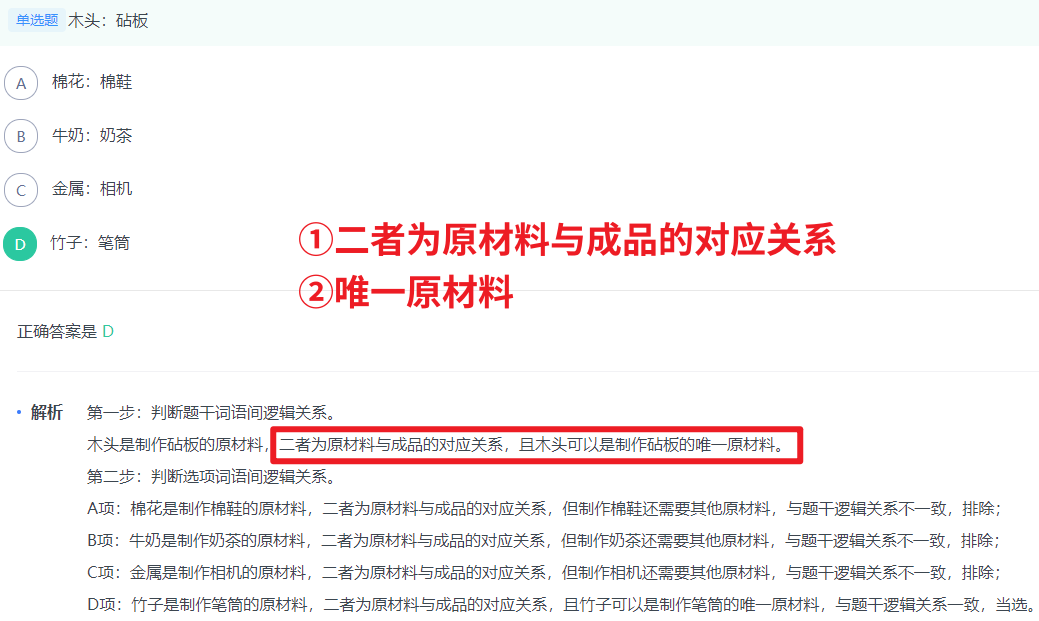 单选题 木头：砧板
A 棉花：棉鞋
B 牛奶：奶茶
C 金属：相机
D 竹子：笔筒
①二者为原材料与成品的对应关系
②唯一原材料
正确答案是 D
• 解析 第一步：判断题干词语间逻辑关系。
木头是制作砧板的原材料，二者为原材料与成品的对应关系，且木头可以是制作砧板的唯一原材料。
第二步：判断选项词语间逻辑关系。
A项：棉花是制作棉鞋的原材料，二者为原材料与成品的对应关系，但制作棉鞋还需要其他原材料，与题干逻辑关系不一致，排除；
B项：牛奶是制作奶茶的原材料，二者为原材料与成品的对应关系，但制作奶茶还需要其他原材料，与题干逻辑关系不一致，排除；
C项：金属是制作相机的原材料，二者为原材料与成品的对应关系，但制作相机还需要其他原材料，与题干逻辑关系不一致，排除；
D项：竹子是制作笔筒的原材料，二者为原材料与成品的对应关系，且竹子可以是制作笔筒的唯一原材料，与题干逻辑关系一致，当选。